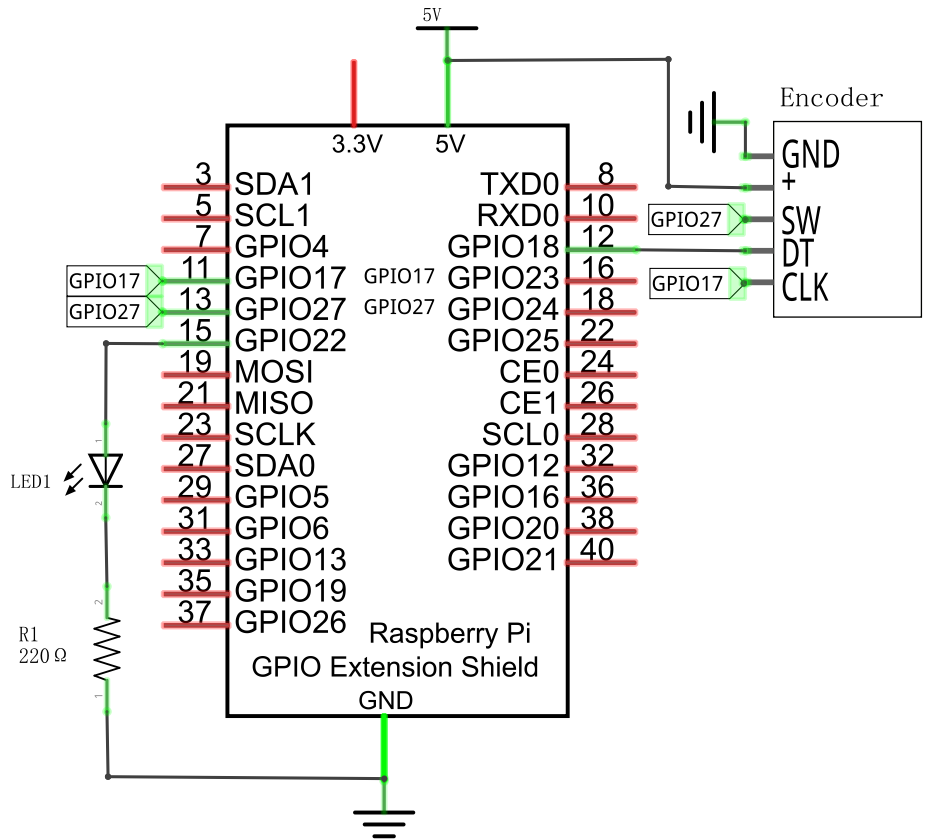 5V
Encoder
3.3V 5V
GND
+
SW
DT
CLK
GPIO27
GPIO17
3 SDA1 TXD0 8
5 SCL1 RXD0 10
7 GPIO4 GPIO18 12
GPIO17 11 GPIO17 GPIO17 GPIO23 16
GPIO27 13 GPIO27 GPIO27 GPIO24 18
15 GPIO22 GPIO25 22
19 MOSI CE0 24
21 MISO CE1 26
23 SCLK SCL0 28
27 SDA0 GPIO12 32
29 GPIO5 GPIO16 36
31 GPIO6 GPIO20 38
33 GPIO13 GPIO21 40
35 GPIO19
37 GPIO26
1
LED1
2
2
R1
220Ω
1
Raspberry Pi
GPIO Extension Shield
GND